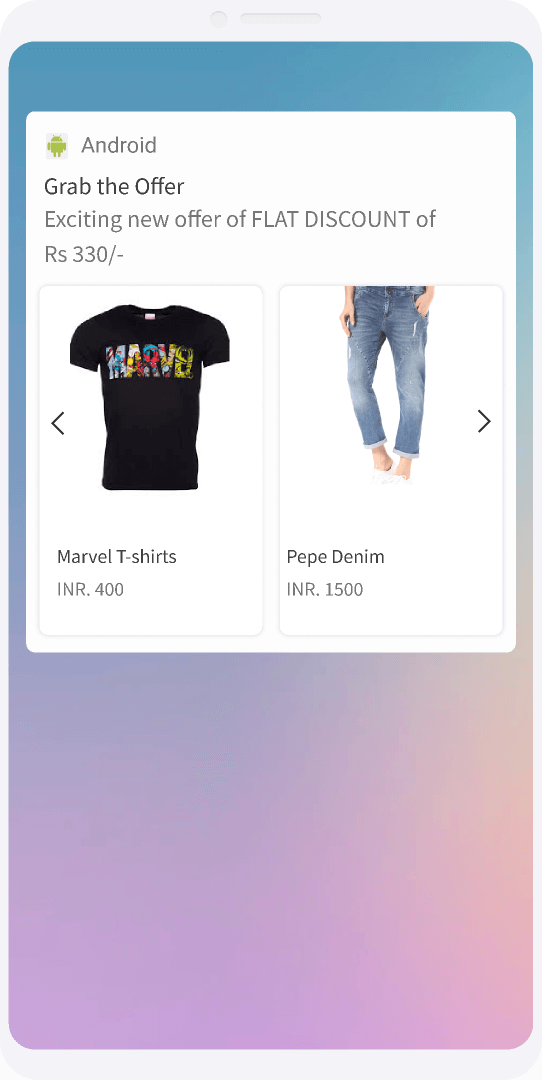 Android
Grab the Offer
Exciting new offer of FLAT DISCOUNT of
Rs 330/-
MARVEL
Marvel T-shirts
INR. 400
Pepe Denim
INR. 1500